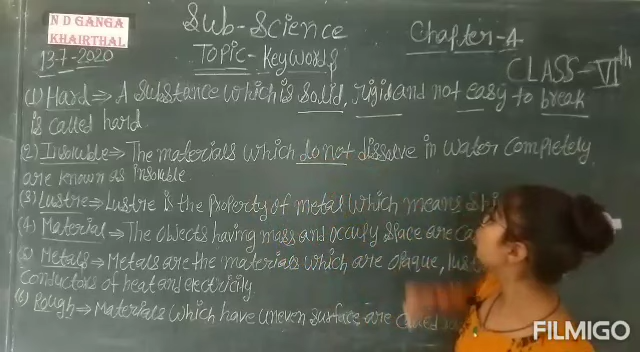 N D GANGA
KHAIRTHAL
13-7-2020
Sub-Science
TOPIC - Keywords
Chapter-4
CLASS-VIth
(1) Hard => A substance which is solid, rigid and not easy to break
is called hard
(2) Insoluble => The materials which do not dissolve in water completely
are known as insoluble
(3) Lustre => Lustre is the property of metal which means shi
(4) Material => The objects having mass and occupy space are ca
(5) Metals => Metals are the materials which are opaque, lus
conductors of heat and electricity
(6) Rough => Materials which have uneven surface are called
FILMIGO